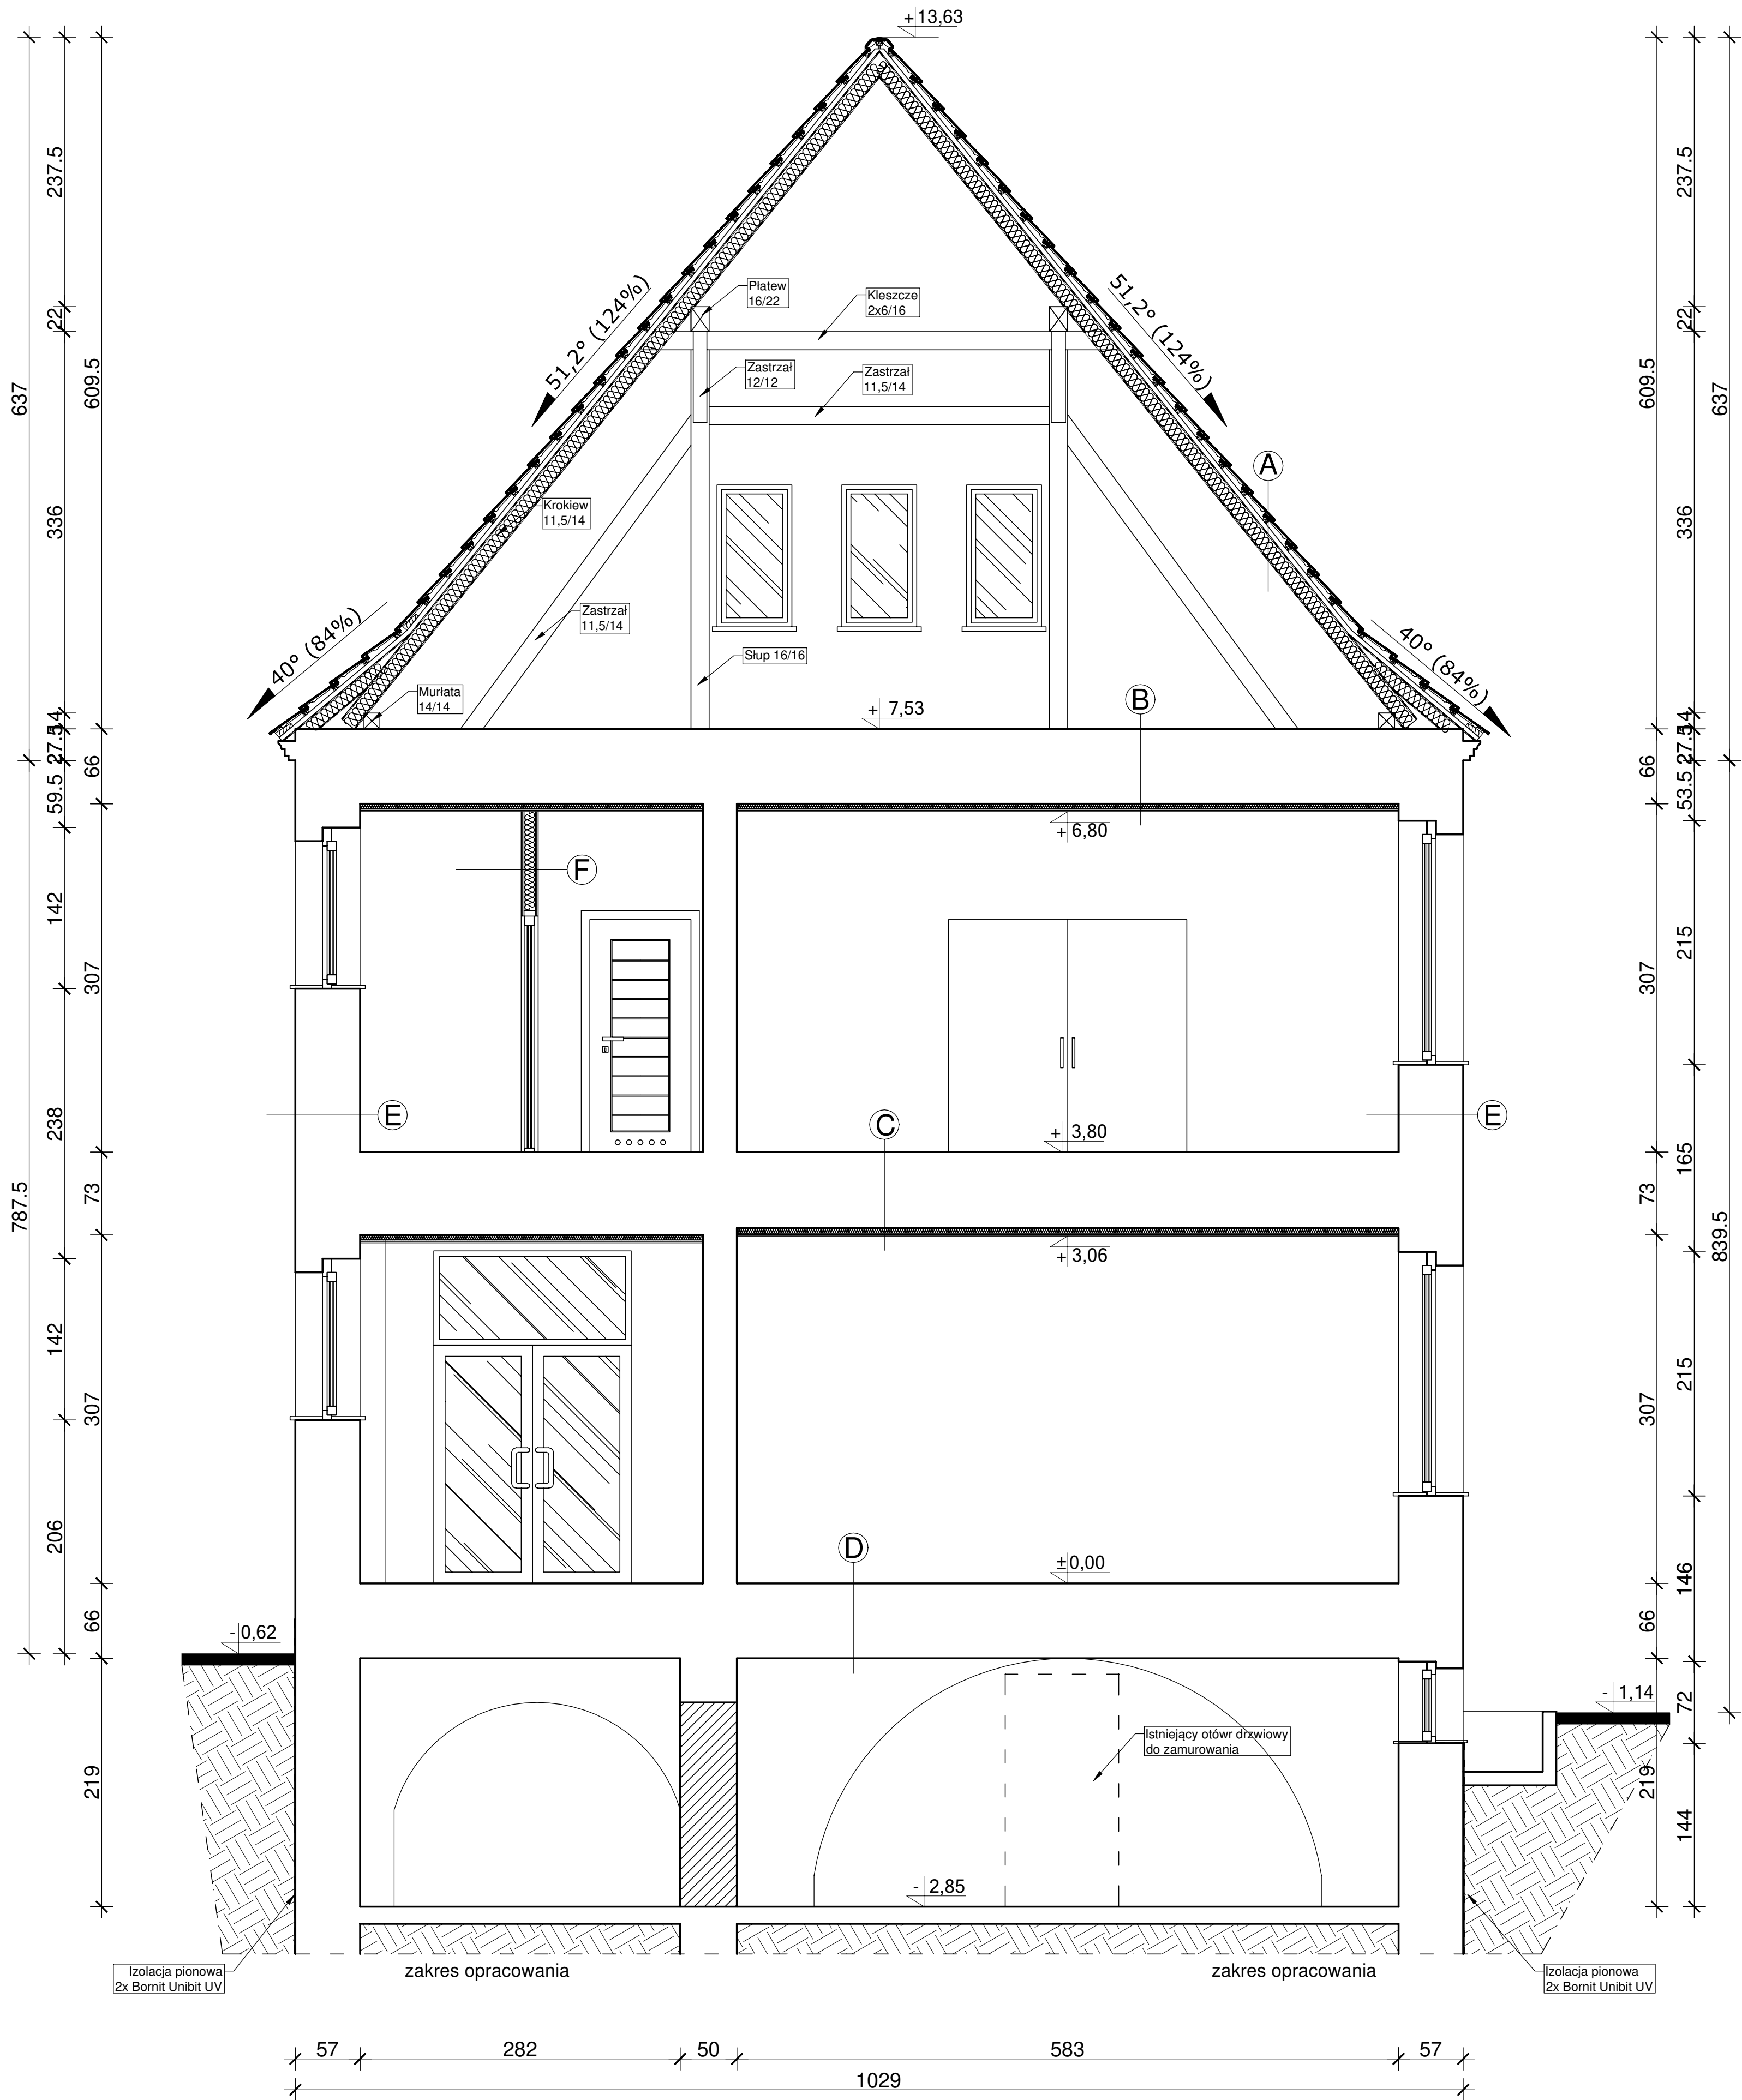 +13,63
237.5
22
336
14
27.5
59.5
142
238
142
206
637
787.5
609.5
66
307
73
307
66
219
51,2° (124%)
51,2° (124%)
Płatew
16/22
Kleszcze
2x6/16
Zastrzał
12/12
Zastrzał
11,5/14
A
Krokiew
11,5/14
Zastrzał
11,5/14
40° (84%)
40° (84%)
Słup 16/16
Murłata
14/14
B
+ 7,53
+ 6,80
F
E
C
+ 3,80
E
+ 3,06
D
±0,00
- 0,62
- 1,14
Istniejący otówr drzwiowy
do zamurowania
- 2,85
Izolacja pionowa
2x Bornit Unibit UV
zakres opracowania
zakres opracowania
Izolacja pionowa
2x Bornit Unibit UV
609.5
66
307
73
307
66
219
237.5
22
336
14
27.5
53.5
215
165
215
146
72
144
637
839.5
57 282 50 583 57
1029